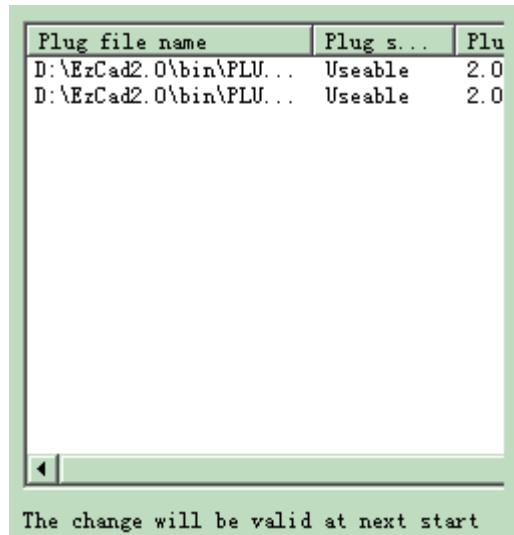 Plug file name Plug s... Plu
D:\EzCad2.0\bin\PLU... Useable 2.0
D:\EzCad2.0\bin\PLU... Useable 2.0
The change will be valid at next start